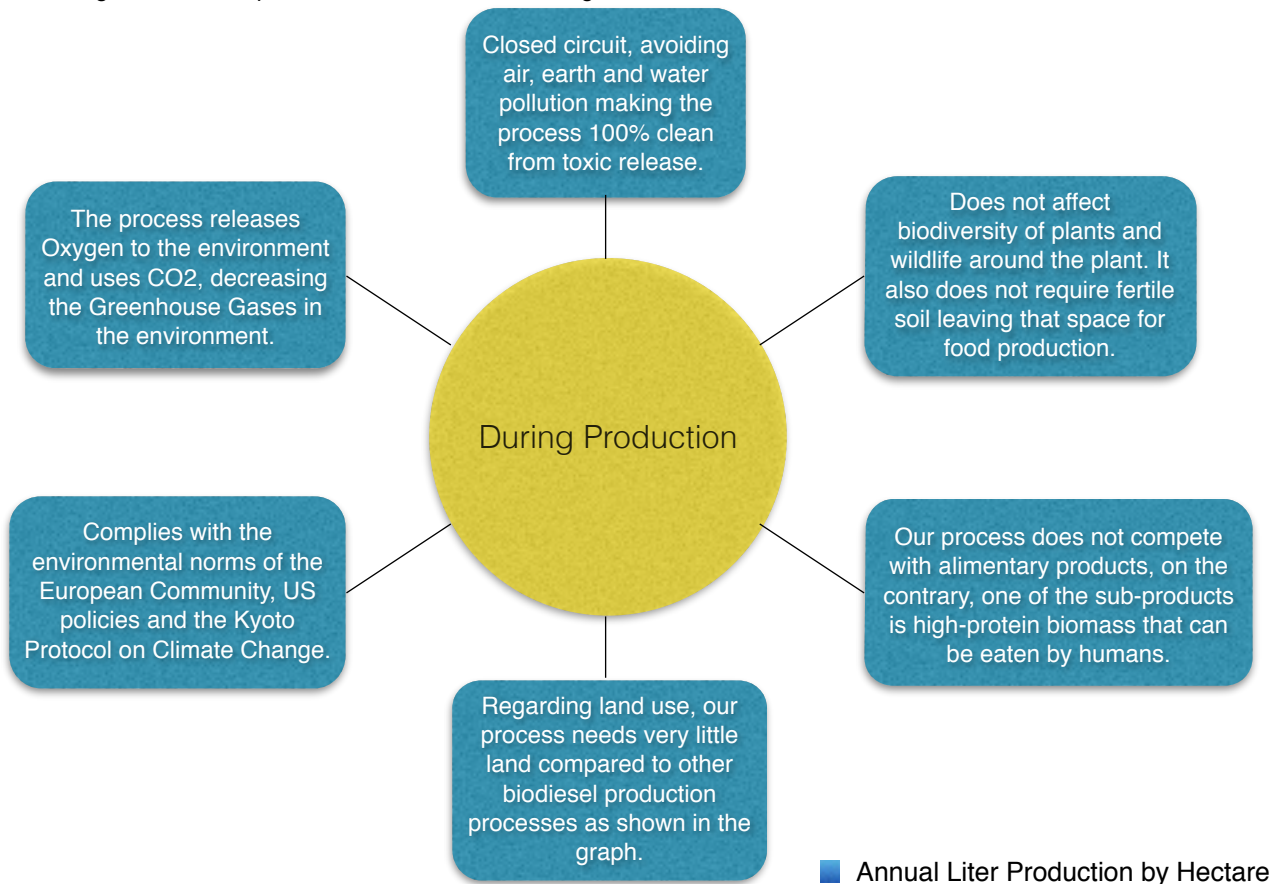 Closed circuit, avoiding
air, earth and water
pollution making the
process 100% clean
from toxic release.
The process releases
Oxygen to the environment
and uses CO2, decreasing
the Greenhouse Gases in
the environment.
Does not affect
biodiversity of plants and
wildlife around the plant. It
also does not require fertile
soil leaving that space for
food production.
During Production
Complies with the
environmental norms of the
European Community, US
policies and the Kyoto
Protocol on Climate Change.
Our process does not compete
with alimentary products, on the
contrary, one of the sub-products
is high-protein biomass that can
be eaten by humans.
Regarding land use, our
process needs very little
land compared to other
biodiesel production
processes as shown in the
graph.
Annual Liter Production by Hectare